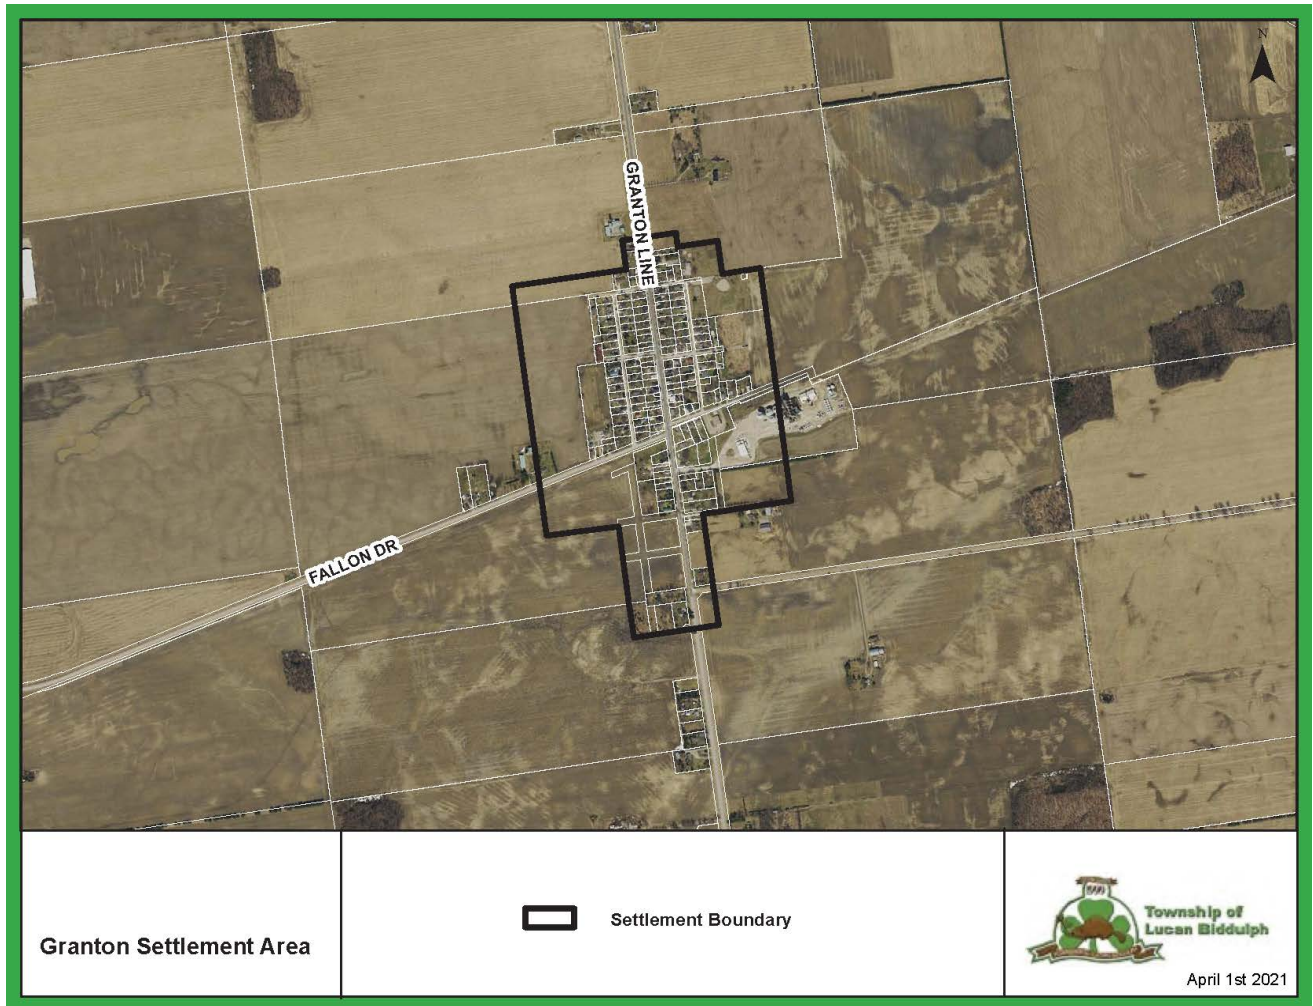 N
GRANTON LINE
FALLON DR
Granton Settlement Area
Settlement Boundary
Township of
Lucan Biddulph
April 1st 2021